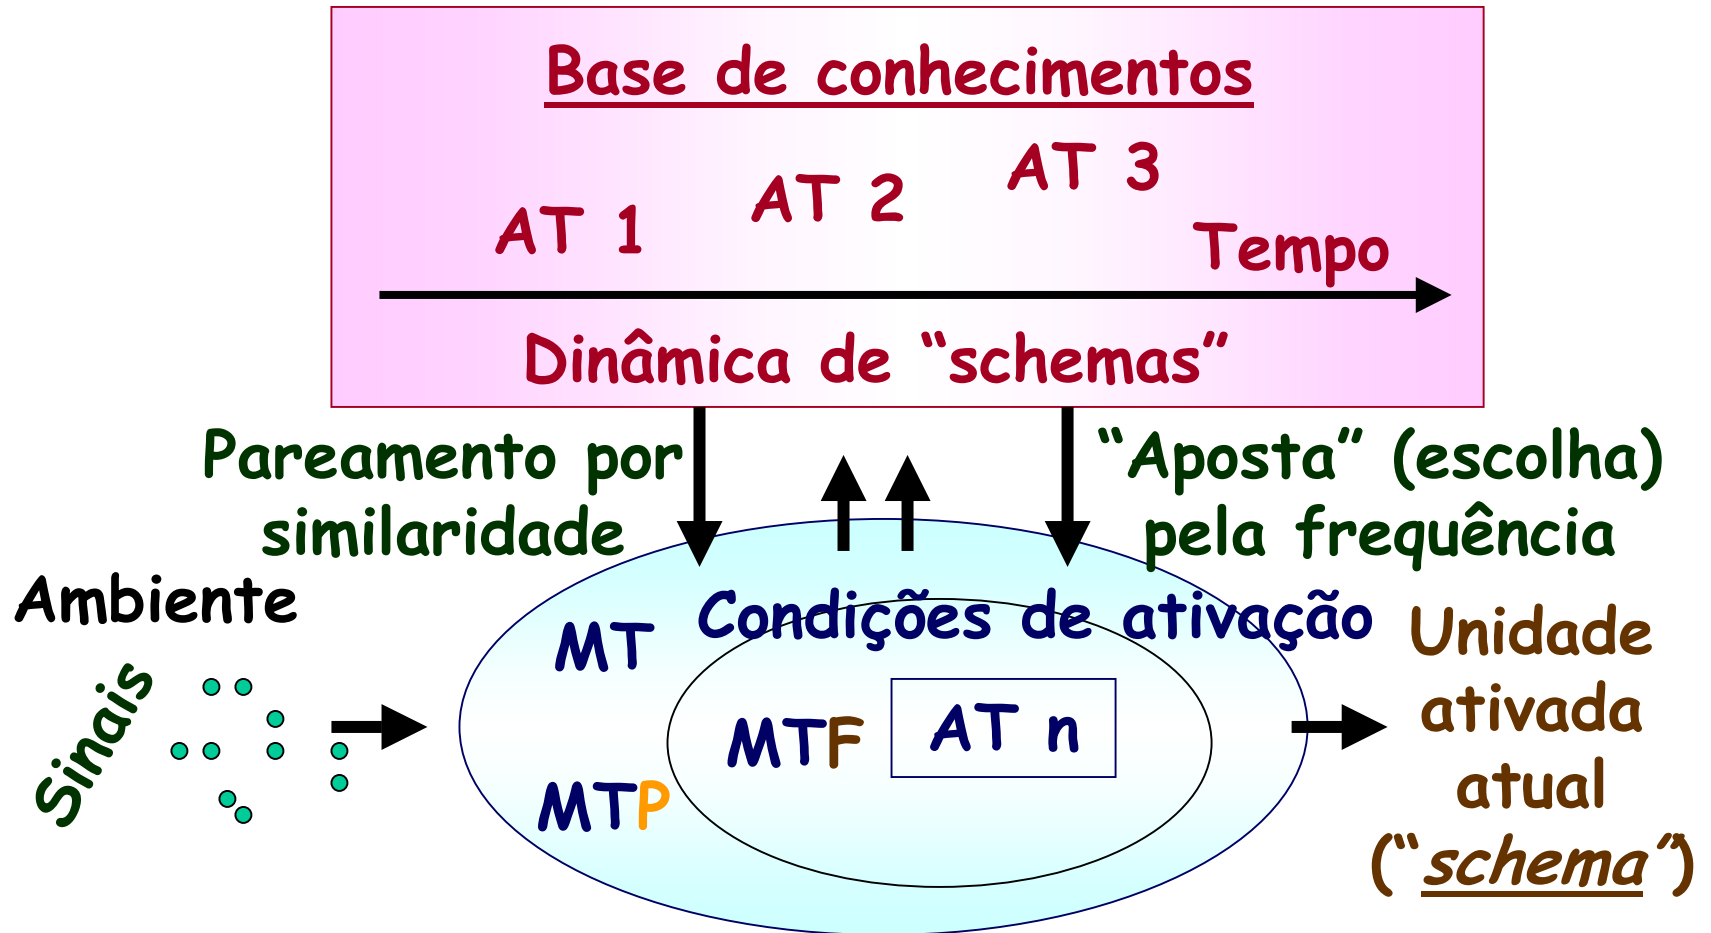 Base de conhecimentos
AT 1
AT 2
AT 3
Tempo
Dinâmica de “schemas”
Pareamento por
similaridade
“Aposta” (escolha)
pela frequência
Ambiente
Sinais
Condições de ativação
MT
MTF
AT n
MTP
Unidade
ativada
atual
(“schema”)